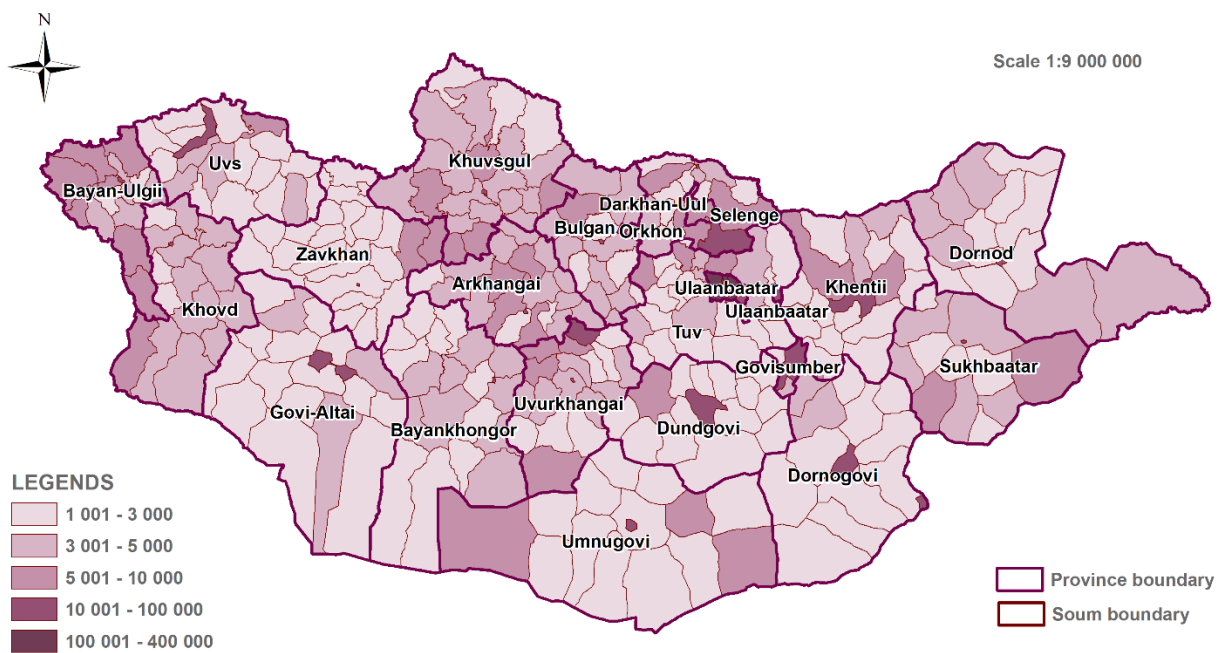 N
Scale 1:9 000 000
Uvs
Bayan-Ulgii
Khuvsgul
Darkhan-Uul
Selenge
Bulgan
Orkhon
Zavkhan
Dornod
Arkhangai
Ulaanbaatar
Khentii
Khovd
Ulaanbaatar
Tuv
Govisumber
Sukhbaatar
Govi-Altai
Uvurkhangai
Bayankhongor
Dundgovi
Dornogovi
Umnugovi
LEGENDS
1 001 - 3 000
3 001 - 5 000
5 001 - 10 000
10 001 - 100 000
100 001 - 400 000
Province boundary
Soum boundary